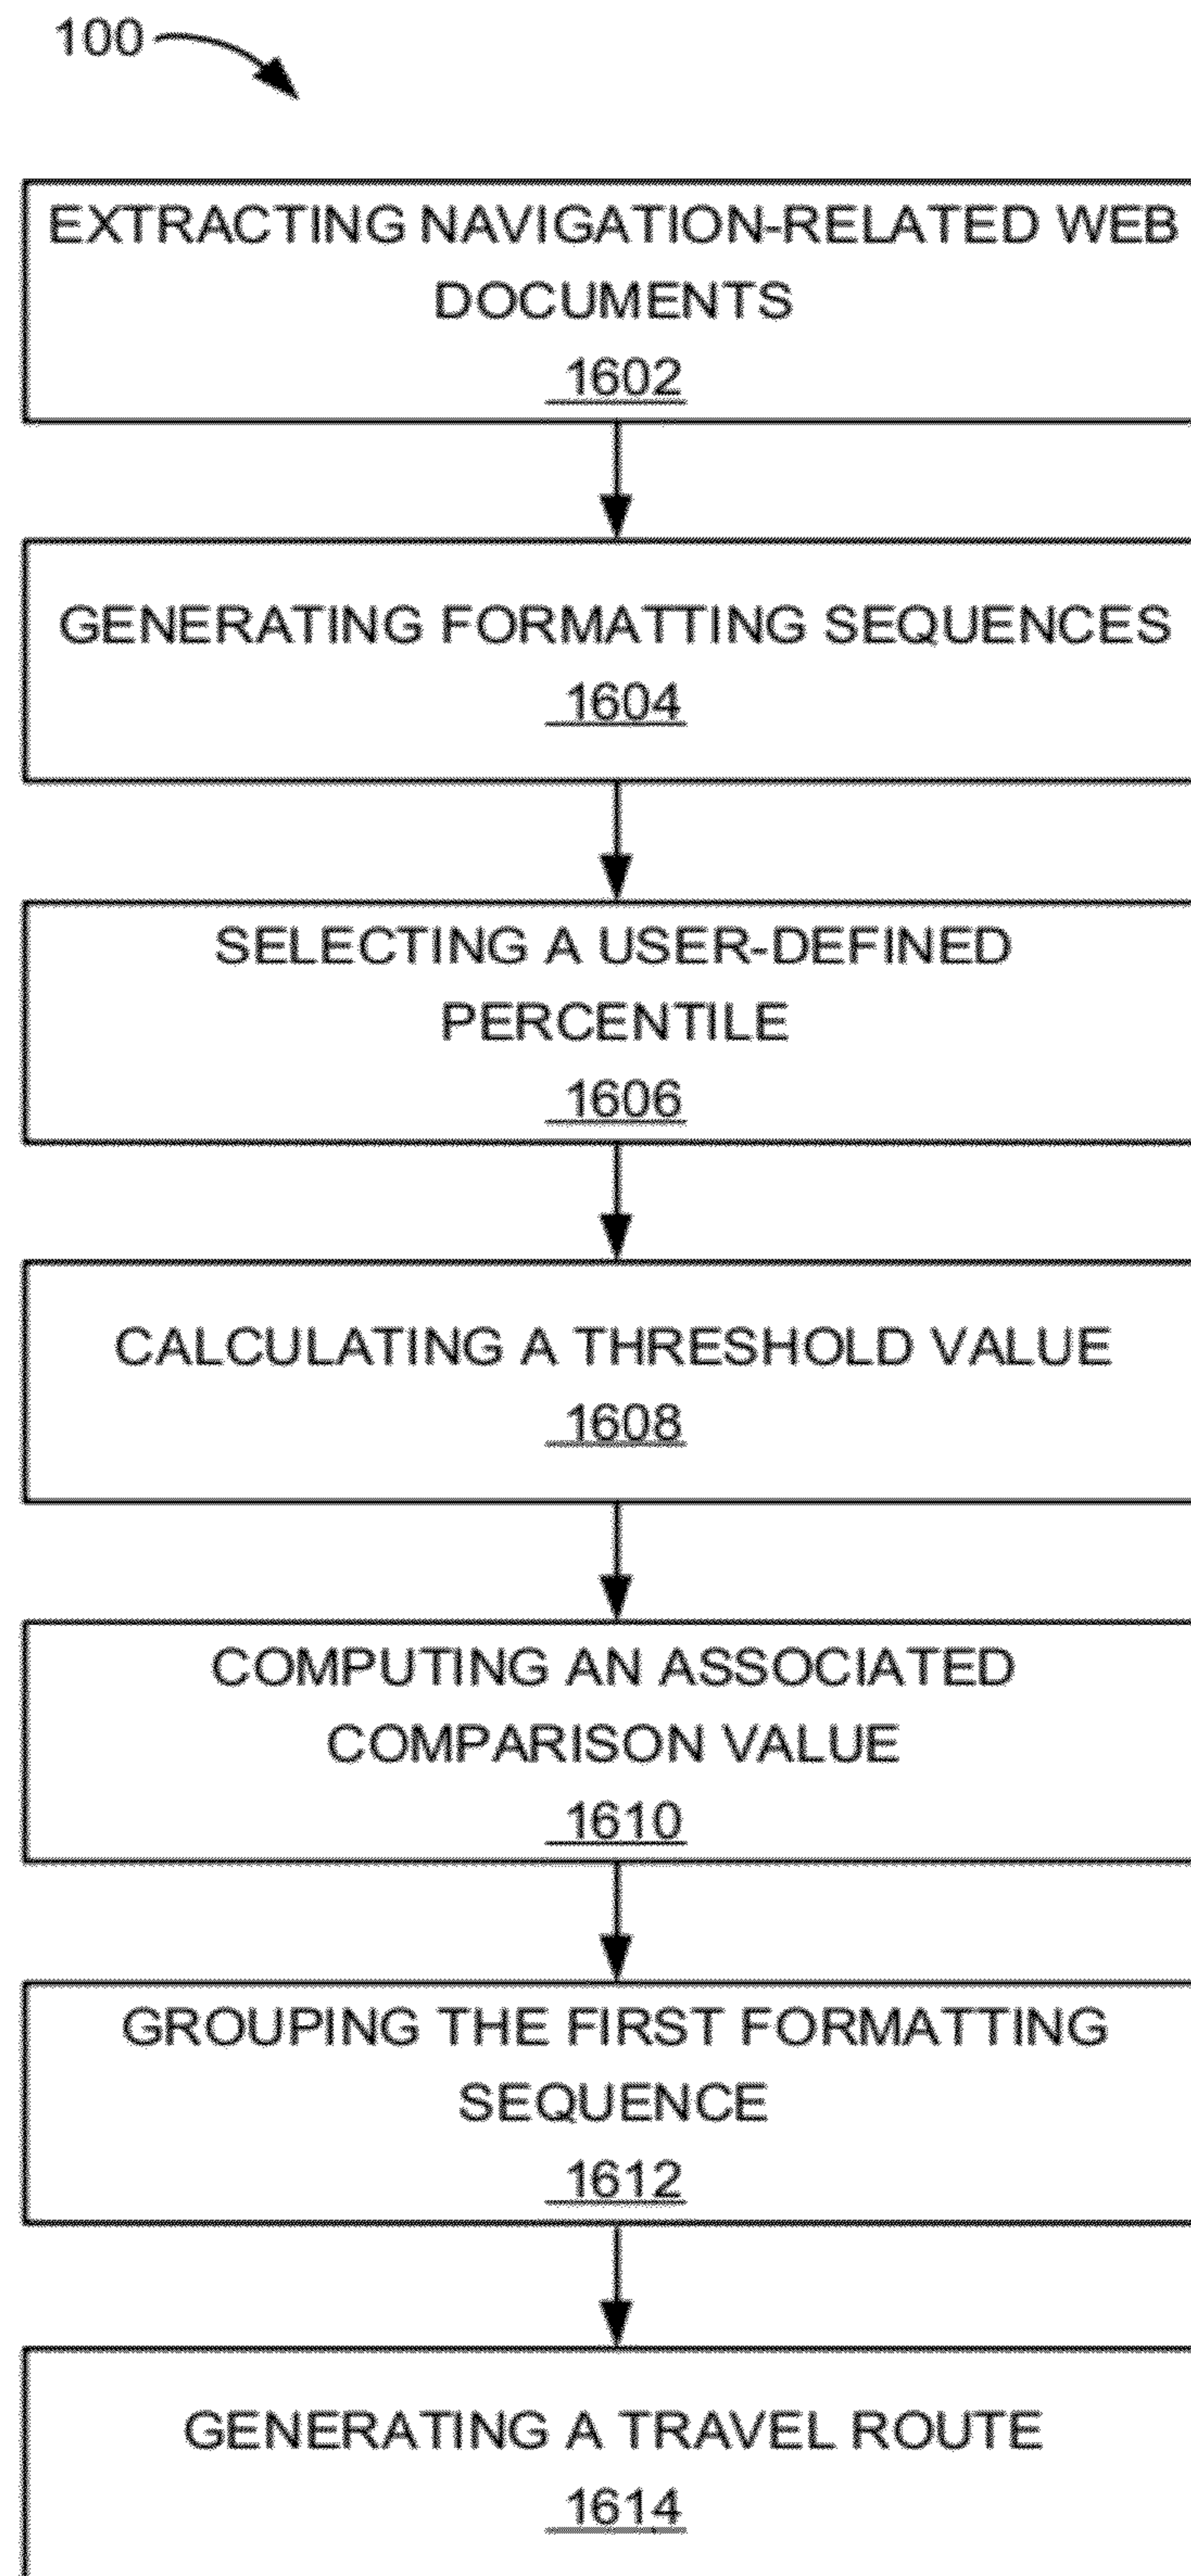 100
EXTRACTING NAVIGATION-RELATED WEB
DOCUMENTS
1602
GENERATING FORMATTING SEQUENCES
1604
SELECTING A USER-DEFINED
PERCENTILE
1606
CALCULATING A THRESHOLD VALUE
1608
COMPUTING AN ASSOCIATED
COMPARISON VALUE
1610
GROUPING THE FIRST FORMATTING
SEQUENCE
1612
GENERATING A TRAVEL ROUTE
1614